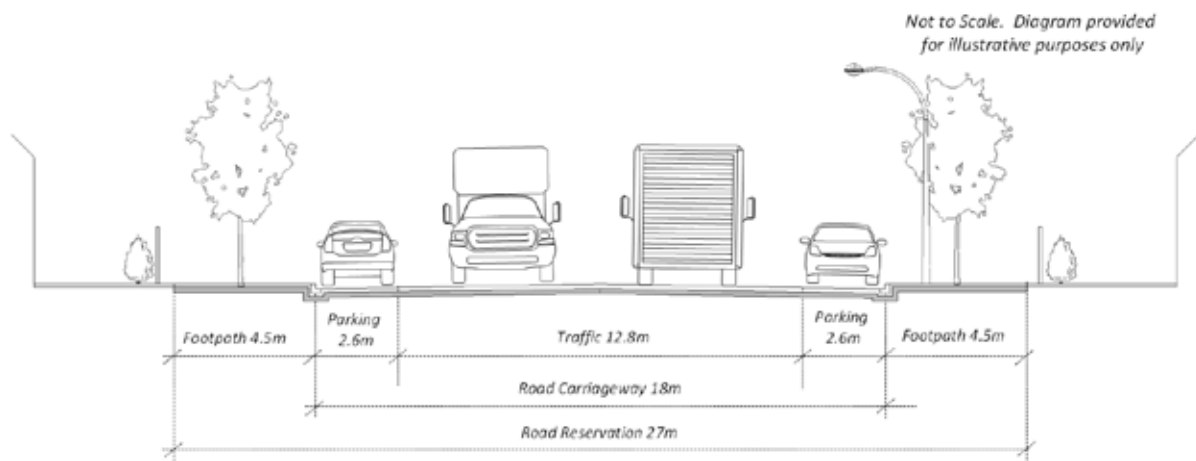 Not to Scale. Diagram provided
for illustrative purposes only
Parking
2.6m
Parking
2.6m
Footpath 4.5m
Traffic 12.8m
Footpath 4.5m
Road Carriageway 18m
Road Reservation 27m